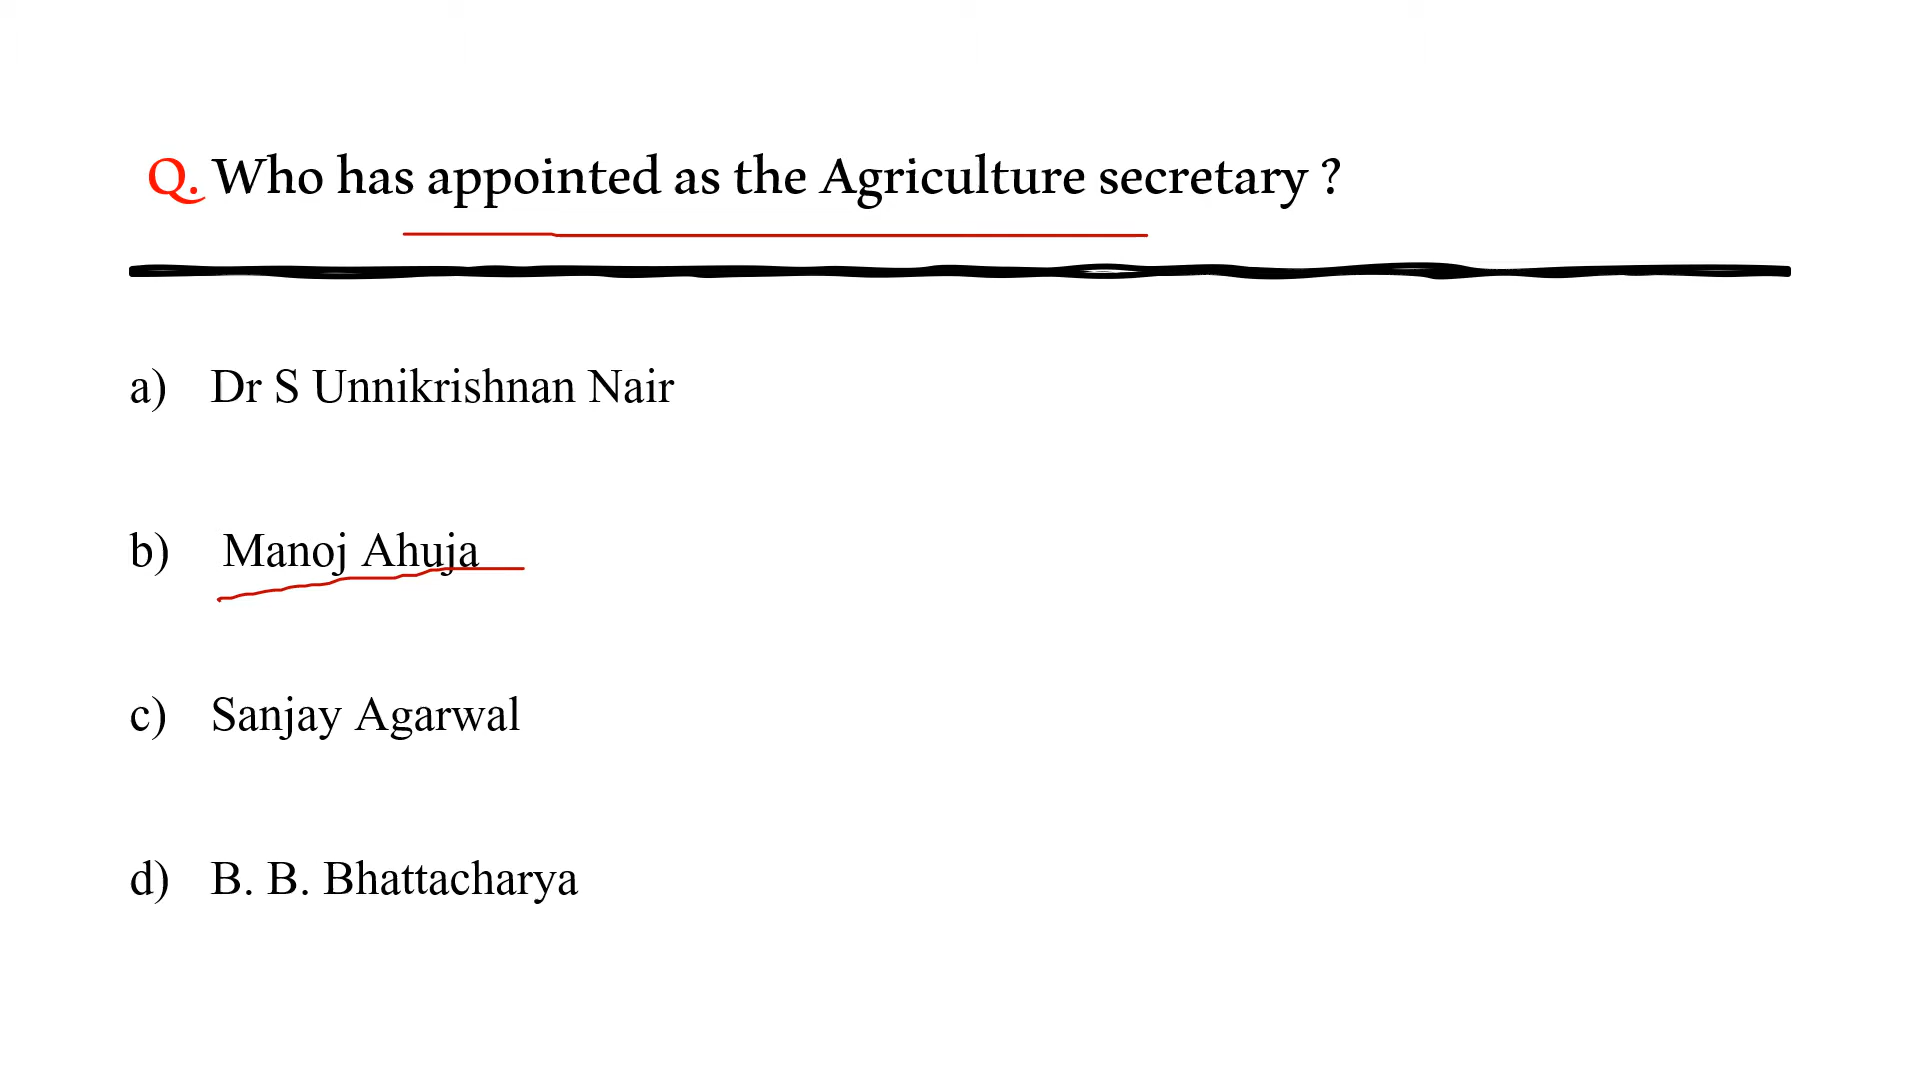 Q. Who has appointed as the Agriculture secretary ?
a) Dr S Unnikrishnan Nair
b) Manoj Ahuja
c) Sanjay Agarwal
d) B. B. Bhattacharya